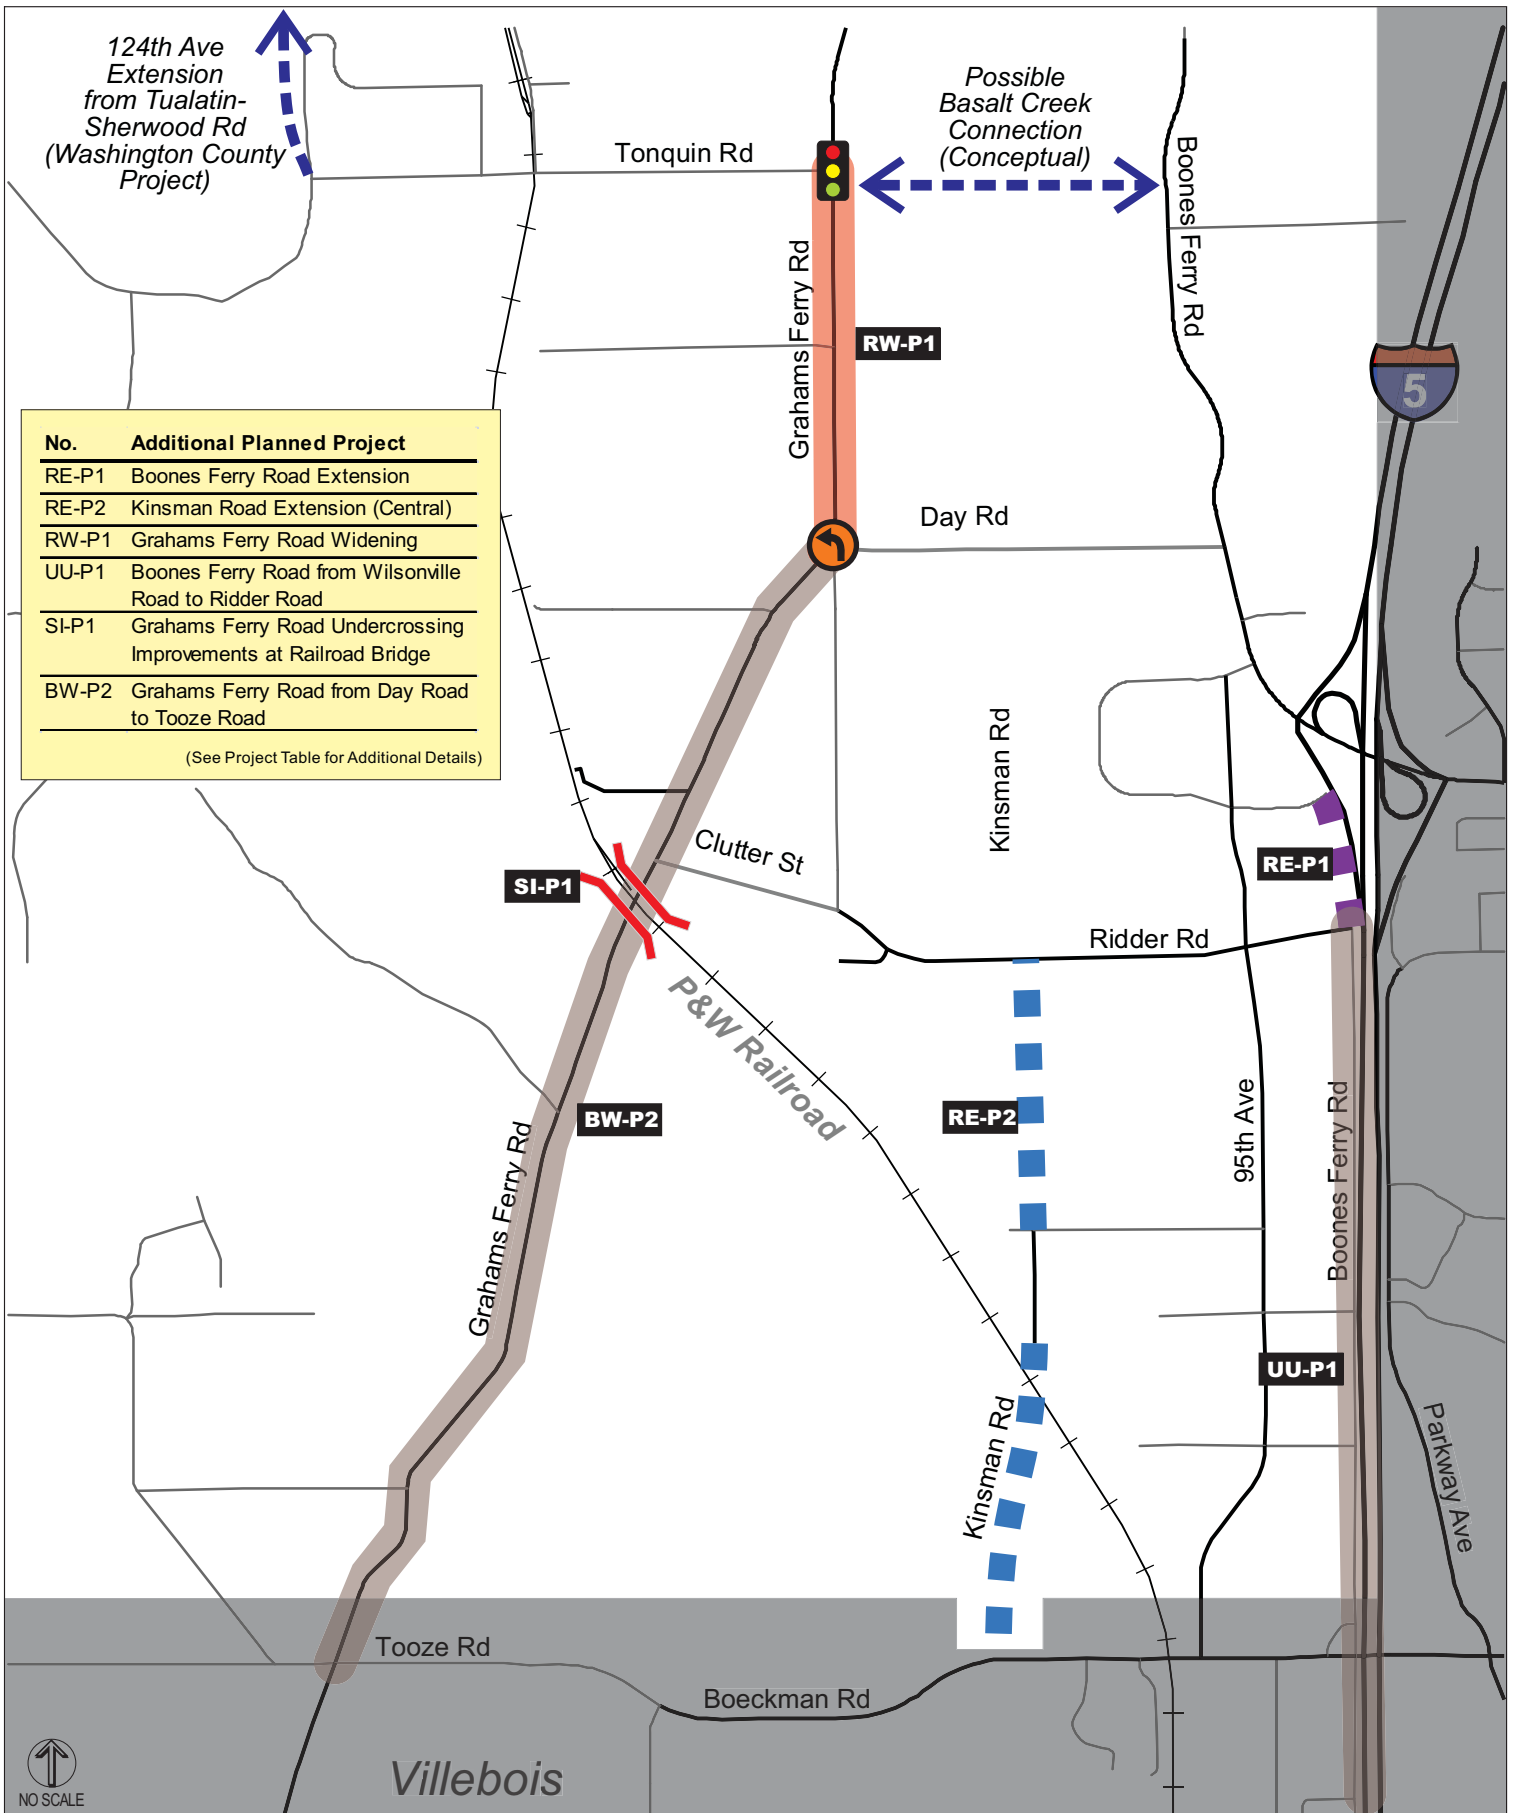 124th Ave
Extension
from Tualatin-
Sherwood Rd
(Washington County
Project)
Possible
Basalt Creek
Connection
(Conceptual)
Tonquin Rd
Boones Ferry Rd
Grahams Ferry Rd
RW-P1
5
No. Additional Planned Project
RE-P1 Boones Ferry Road Extension
RE-P2 Kinsman Road Extension (Central)
RW-P1 Grahams Ferry Road Widening
UU-P1 Boones Ferry Road from Wilsonville
Road to Ridder Road
SI-P1 Grahams Ferry Road Undercrossing
Improvements at Railroad Bridge
BW-P2 Grahams Ferry Road from Day Road
to Tooze Road
(See Project Table for Additional Details)
Day Rd
Kinsman Rd
Clutter St
RE-P1
SI-P1
Ridder Rd
P&W Railroad
BW-P2
RE-P2
95th Ave
Boones Ferry Rd
Grahams Ferry Rd
UU-P1
Kinsman Rd
Parkway Ave
Tooze Rd
Boeckman Rd
Villebois
NO SCALE